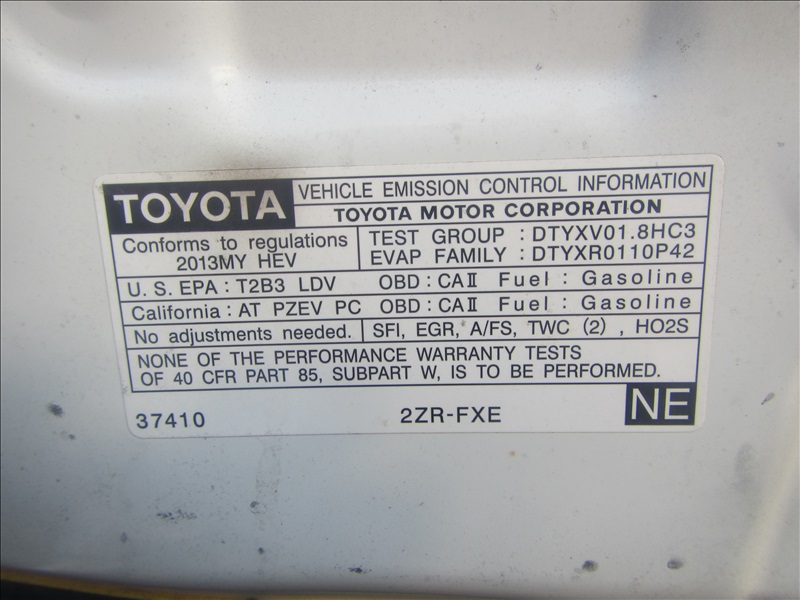 TOYOTA VEHICLE EMISSION CONTROL INFORMATION
TOYOTA MOTOR CORPORATION
Conforms to regulations
2013MY HEV
TEST GROUP : DTYXV01.8HC3
EVAP FAMILY : DTYXR0110P42
U.S. EPA : T2B3 LDV OBD : CAⅡ Fuel : Gasoline
California : AT PZEV PC OBD : CAⅡ Fuel : Gasoline
No adjustments needed. SFI, EGR, A/FS, TWC (2) , HO2S
NONE OF THE PERFORMANCE WARRANTY TESTS
OF 40 CFR PART 85, SUBPART W, IS TO BE PERFORMED.
37410 2ZR-FXE NE